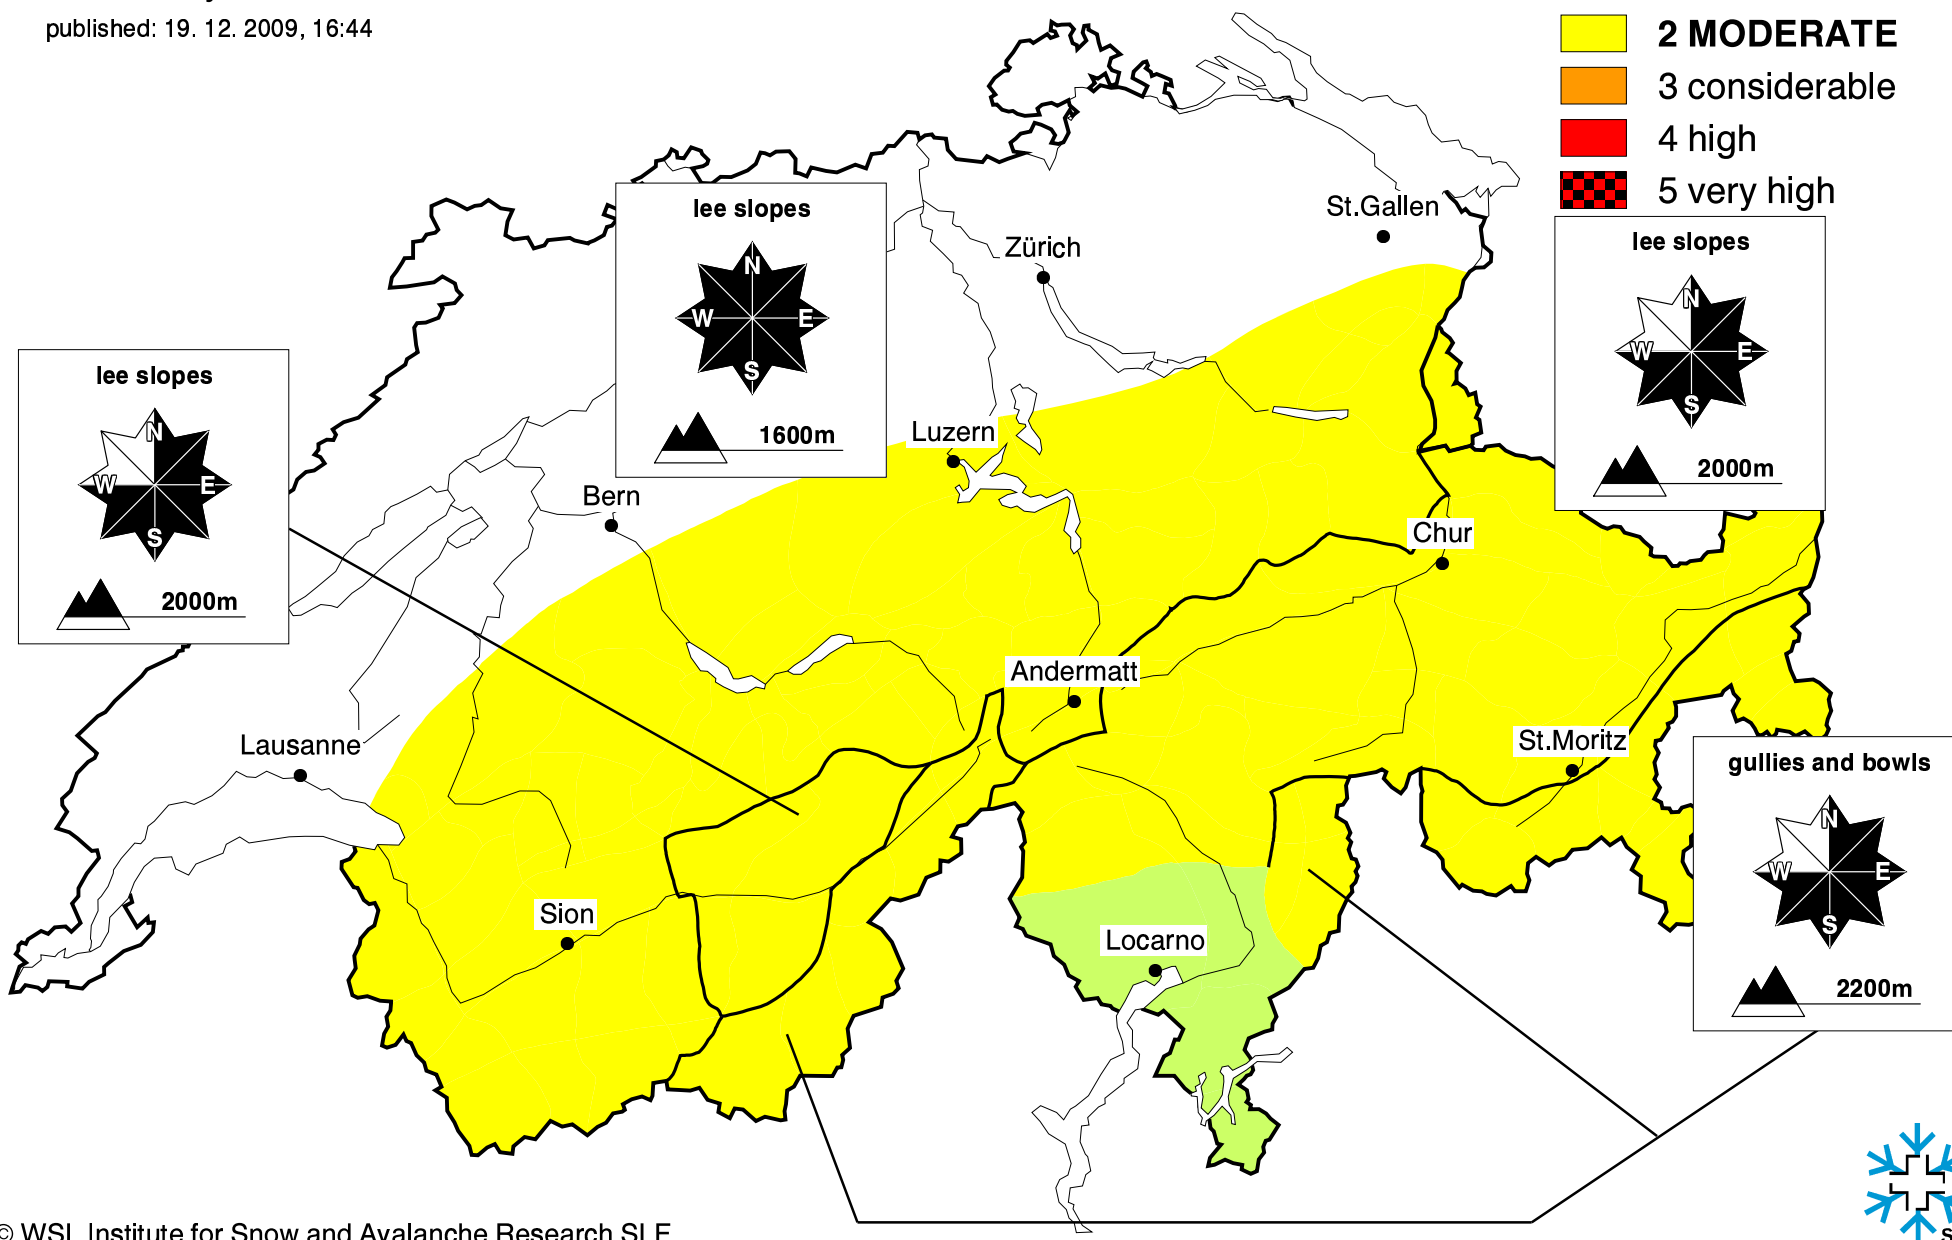 published: 19. 12. 2009, 16:44
2 MODERATE
3 considerable
4 high
5 very high
lee slopes
N
W E
S
1600m
St.Gallen
Zürich
lee slopes
N
W E
S
2000m
lee slopes
N
W E
S
2000m
Luzern
Bern
Chur
Andermatt
Lausanne
St.Moritz
gullies and bowls
N
W E
S
2200m
Sion
Locarno
© WSL Institute for Snow and Avalanche Research SLF
S